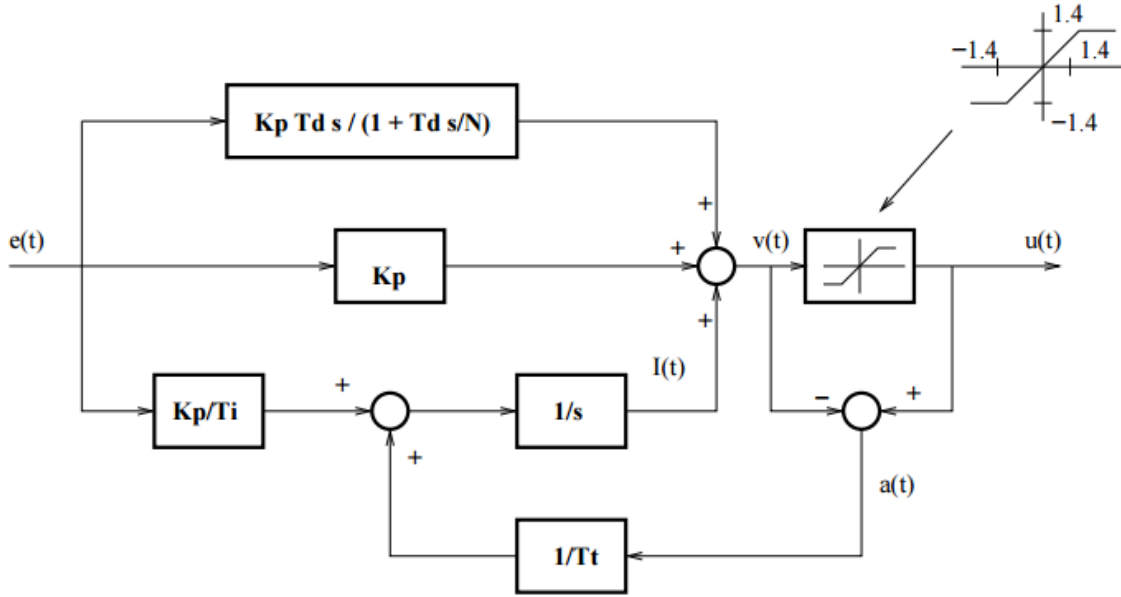 1.4
−1.4
1.4
−1.4
Kp Td s / (1 + Td s/N)
+
e(t)
+
v(t)
u(t)
Kp
+
I(t)
+
−
+
Kp/Ti
1/s
+
a(t)
1/Tt